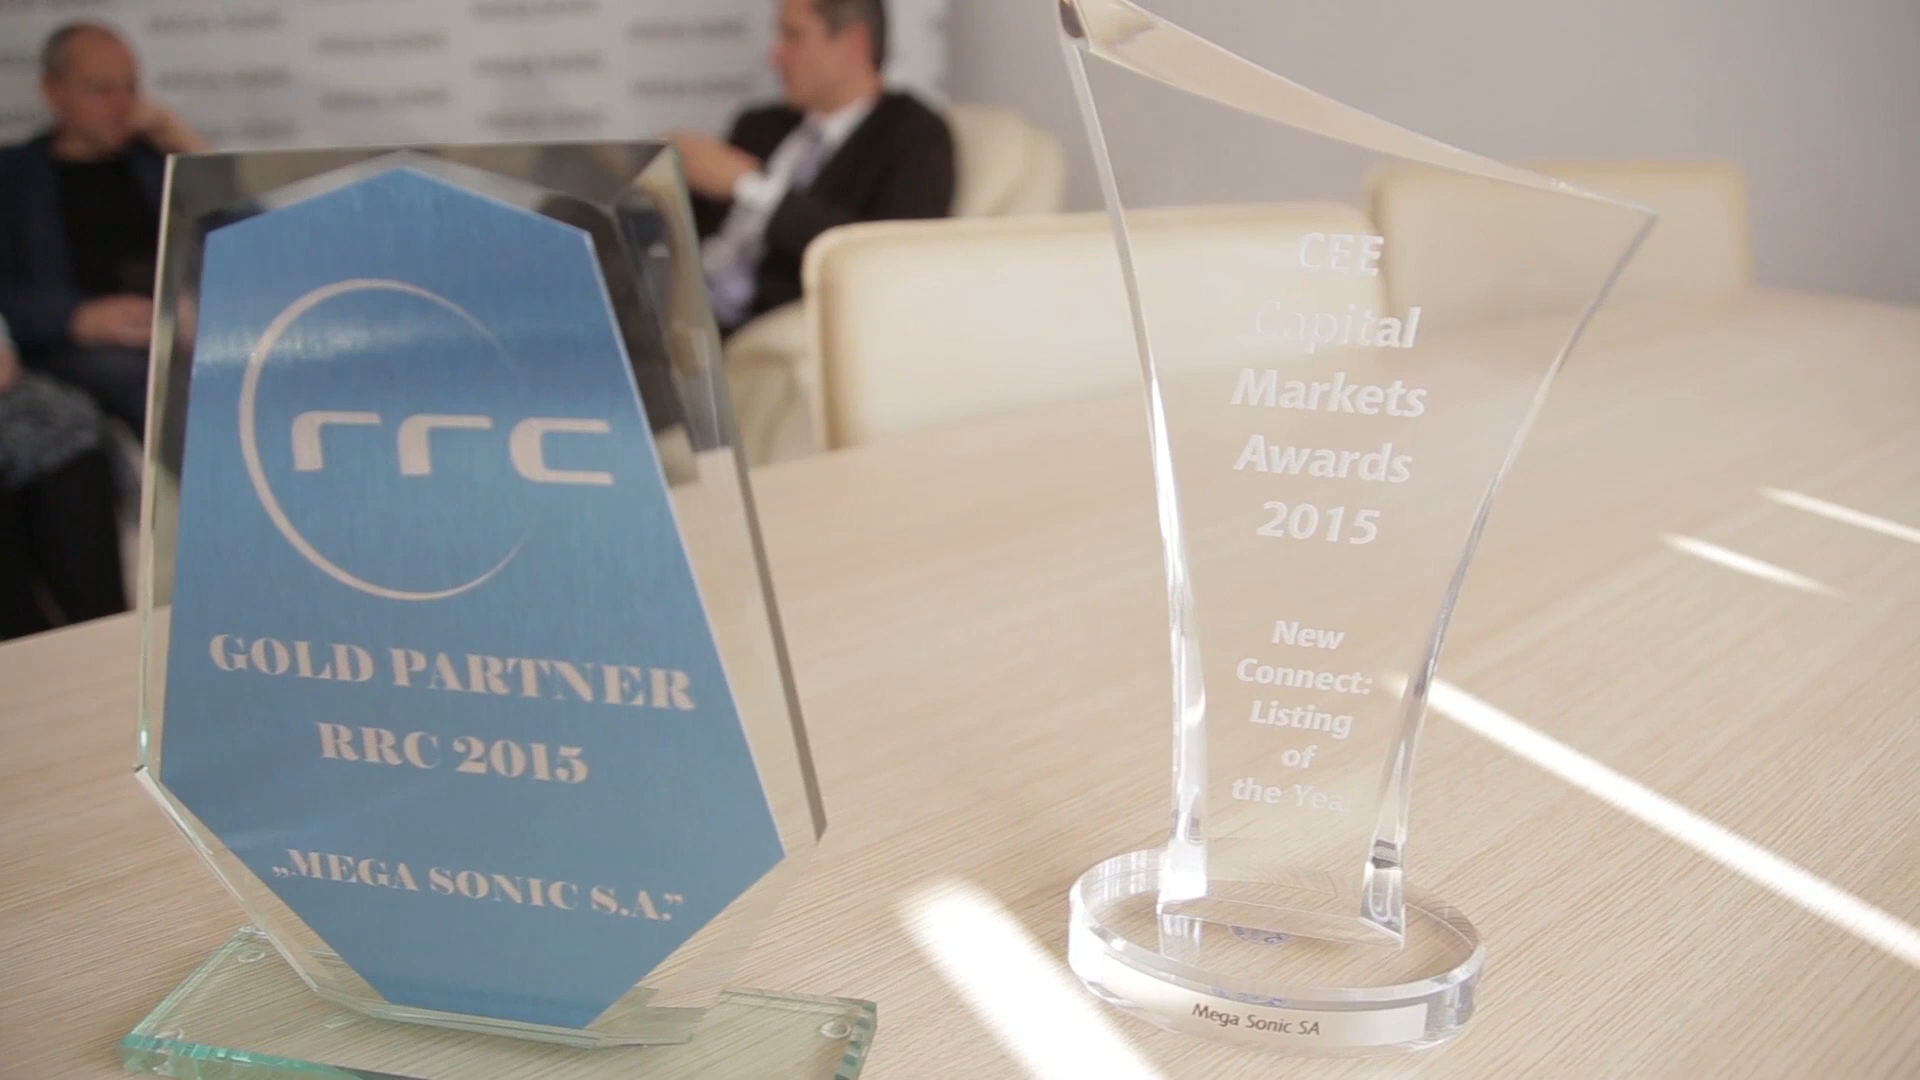 rrc
GOLD PARTNER
RRC 2015
„MEGA SONIC S.A.”
CEE
Capital
Markets
Awards
2015
New
Connect:
Listing
of
the Year
Mega Sonic SA